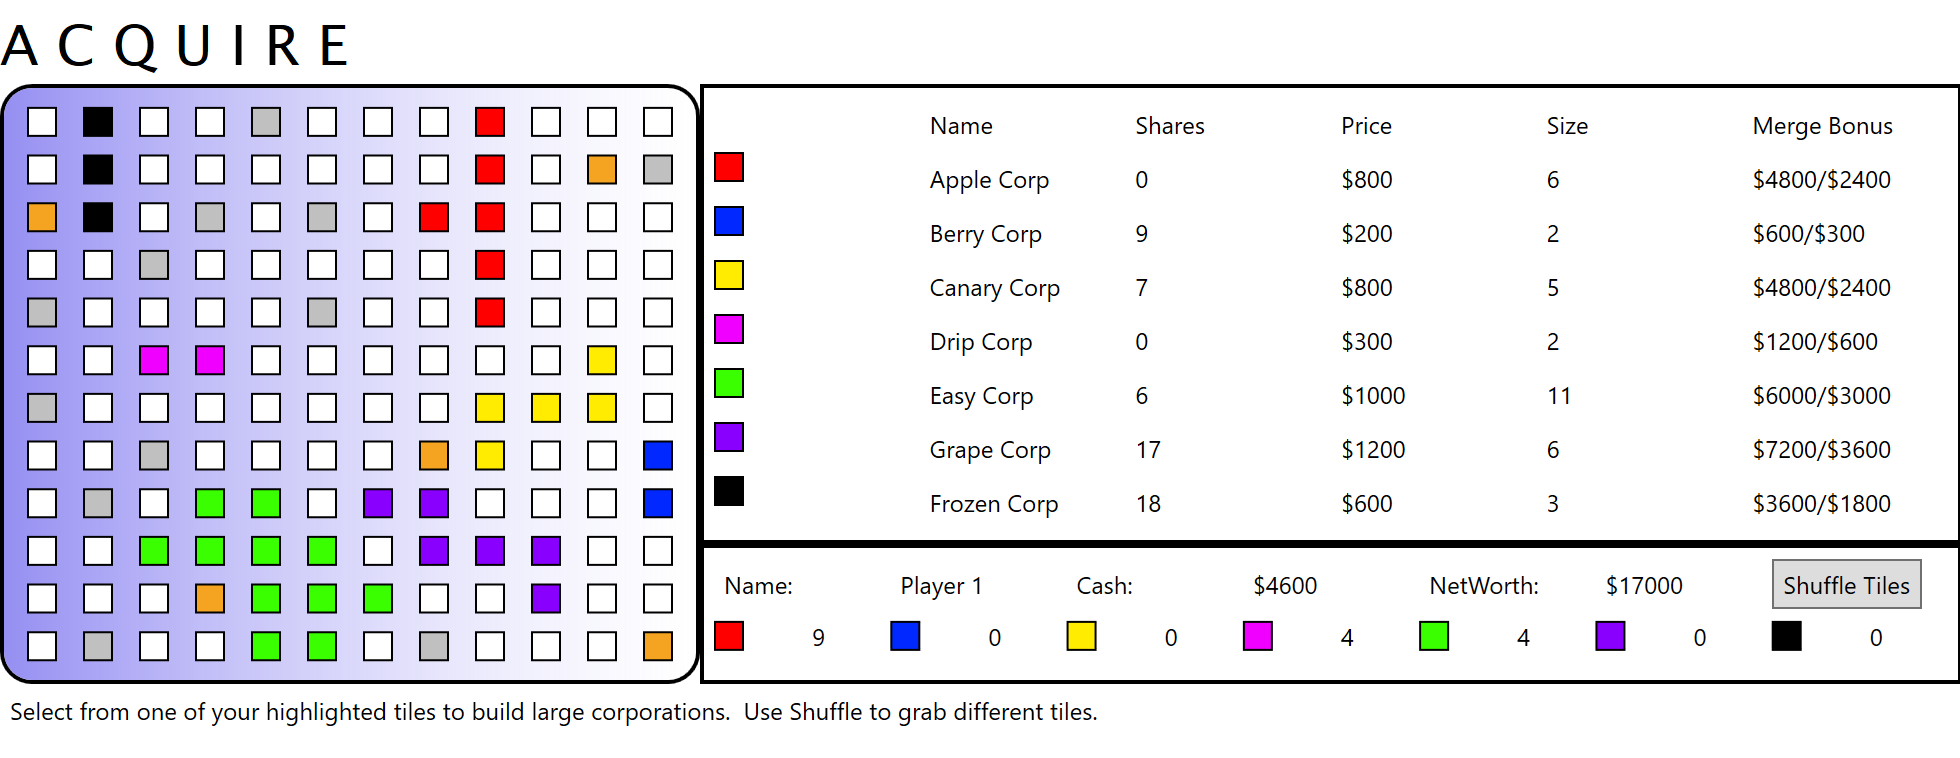 A C Q U I R E
Name Shares Price Size Merge Bonus
Apple Corp 0 $800 6 $4800/$2400
Berry Corp 9 $200 2 $600/$300
Canary Corp 7 $800 5 $4800/$2400
Drip Corp 0 $300 2 $1200/$600
Easy Corp 6 $1000 11 $6000/$3000
Grape Corp 17 $1200 6 $7200/$3600
Frozen Corp 18 $600 3 $3600/$1800
Name: Player 1 Cash: $4600 NetWorth: $17000 Shuffle Tiles
9 0 0 4 4 0 0
Select from one of your highlighted tiles to build large corporations.  Use Shuffle to grab different tiles.